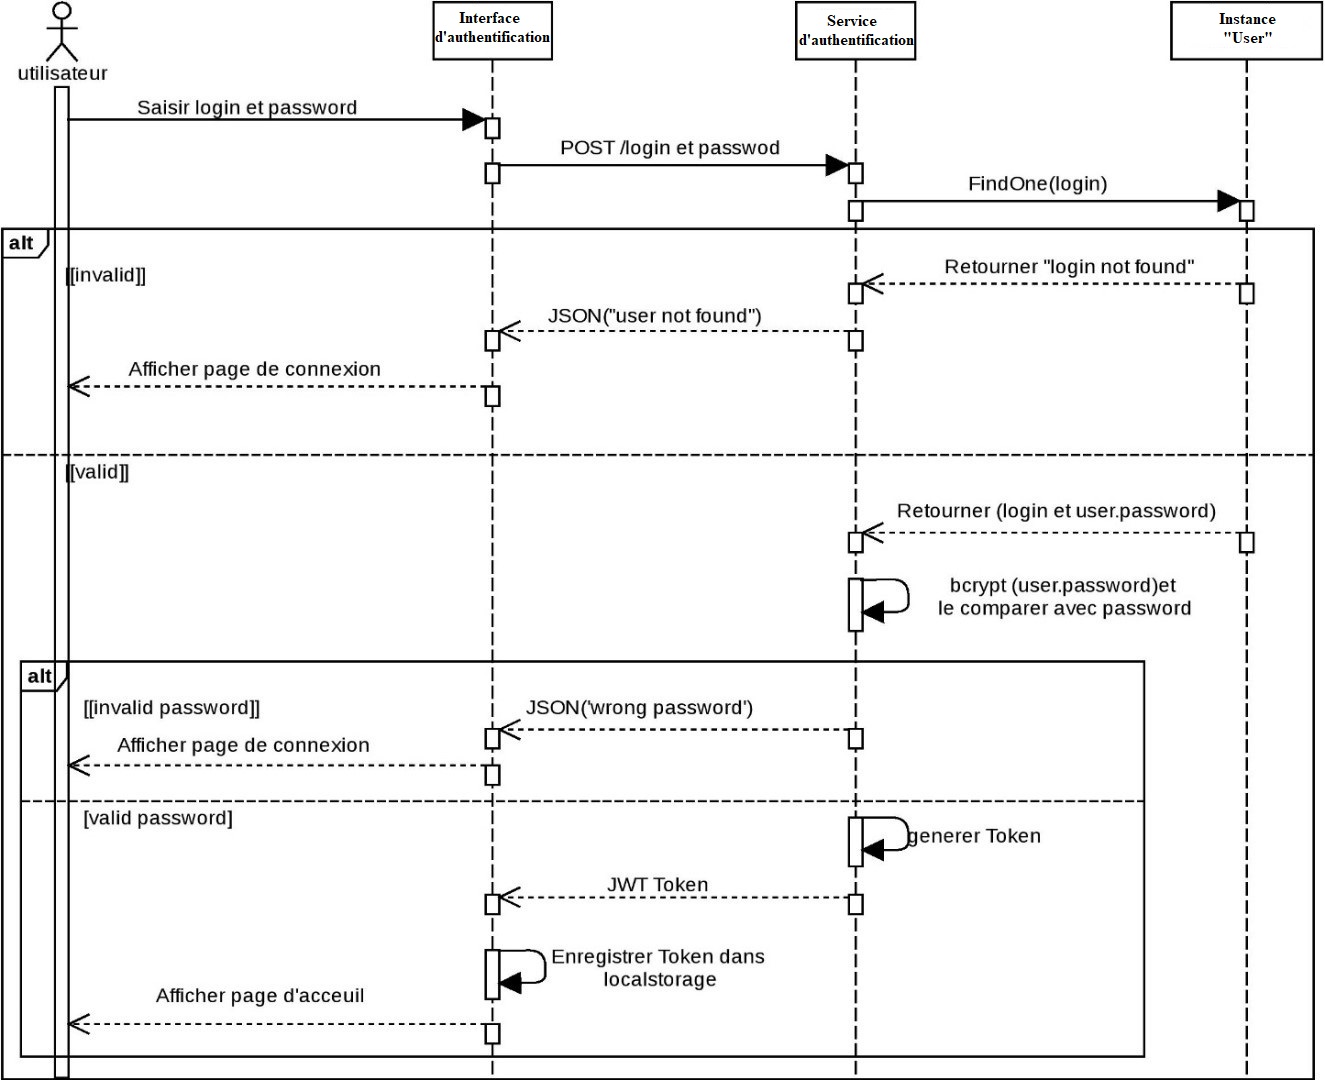 utilisateur
Interface
d'authentification
Service
d'authentification
Instance
"User"
Saisir login et password
POST /login et passwod
FindOne(login)
alt
[[invalid]]
Retourner "login not found"
JSON("user not found")
Afficher page de connexion
[[valid]]
Retourner (login et user.password)
bcrypt (user.password)et
le comparer avec password
alt
[[invalid password]]
JSON('wrong password')
Afficher page de connexion
[valid password]
generer Token
JWT Token
Enregistrer Token dans
localstorage
Afficher page d'acceuil